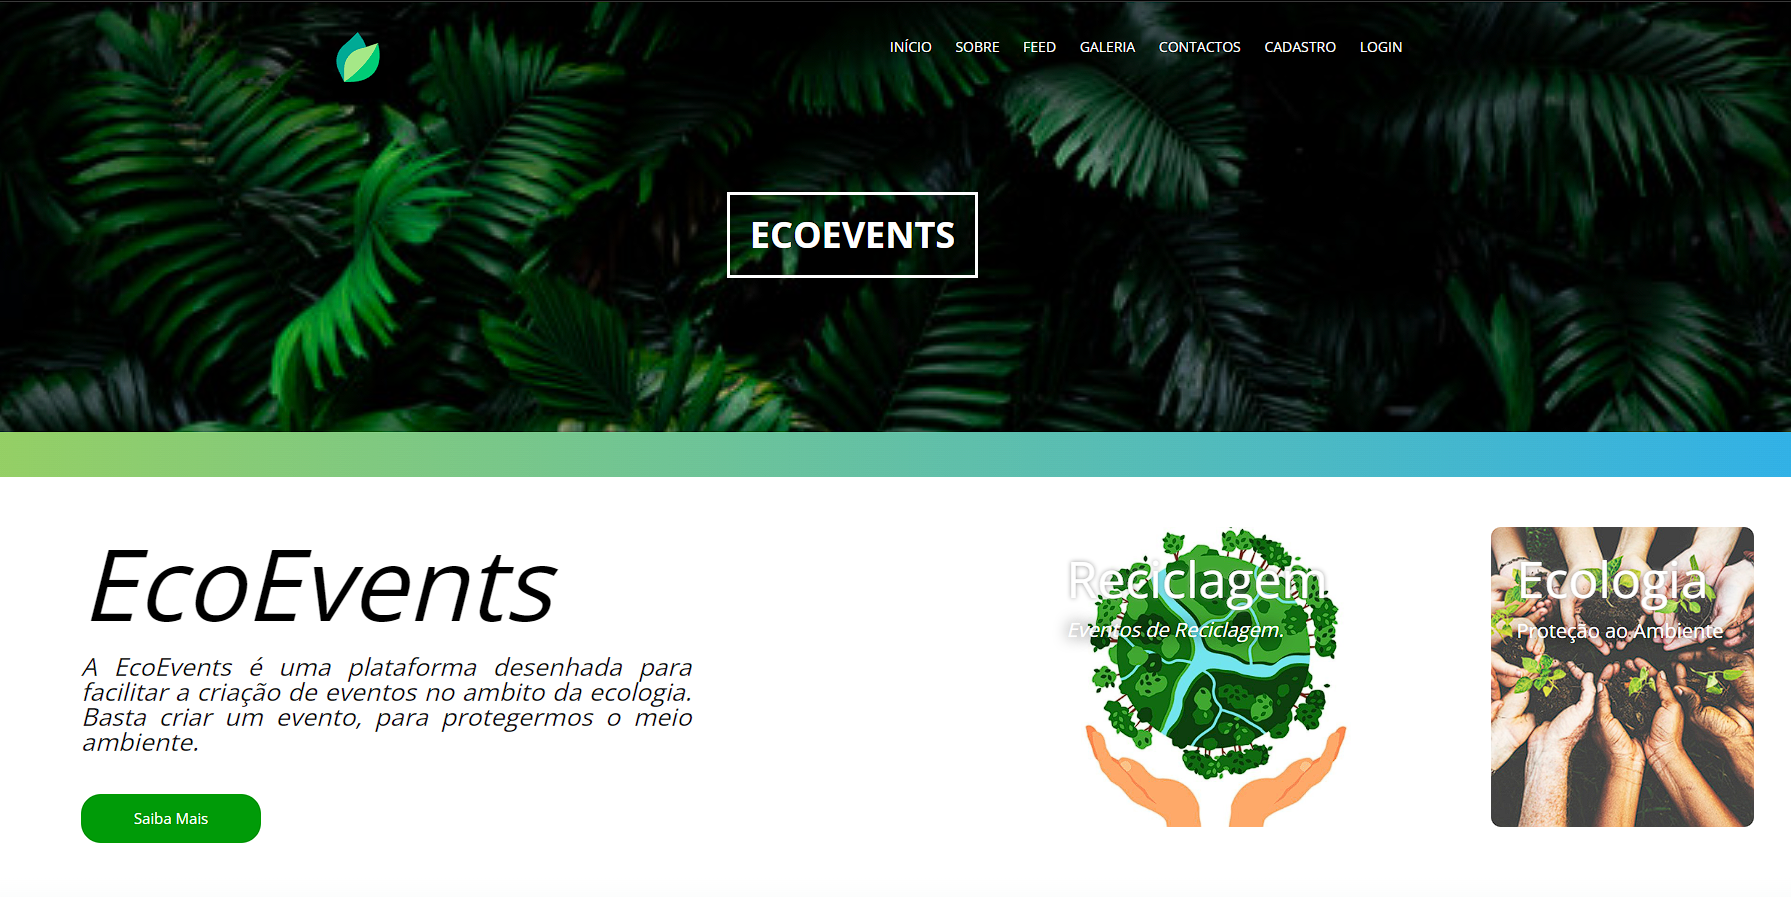 INÍCIO SOBRE FEED GALERIA CONTACTOS CADASTRO LOGIN
ECOEVENTS
EcoEvents
A EcoEvents é uma plataforma desenhada para
facilitar a criação de eventos no ambito da ecologia.
Basta criar um evento, para protegermos o meio
ambiente.
Saiba Mais
Reciclagem
Eventos de Reciclagem.
Ecologia
Proteção ao Ambiente